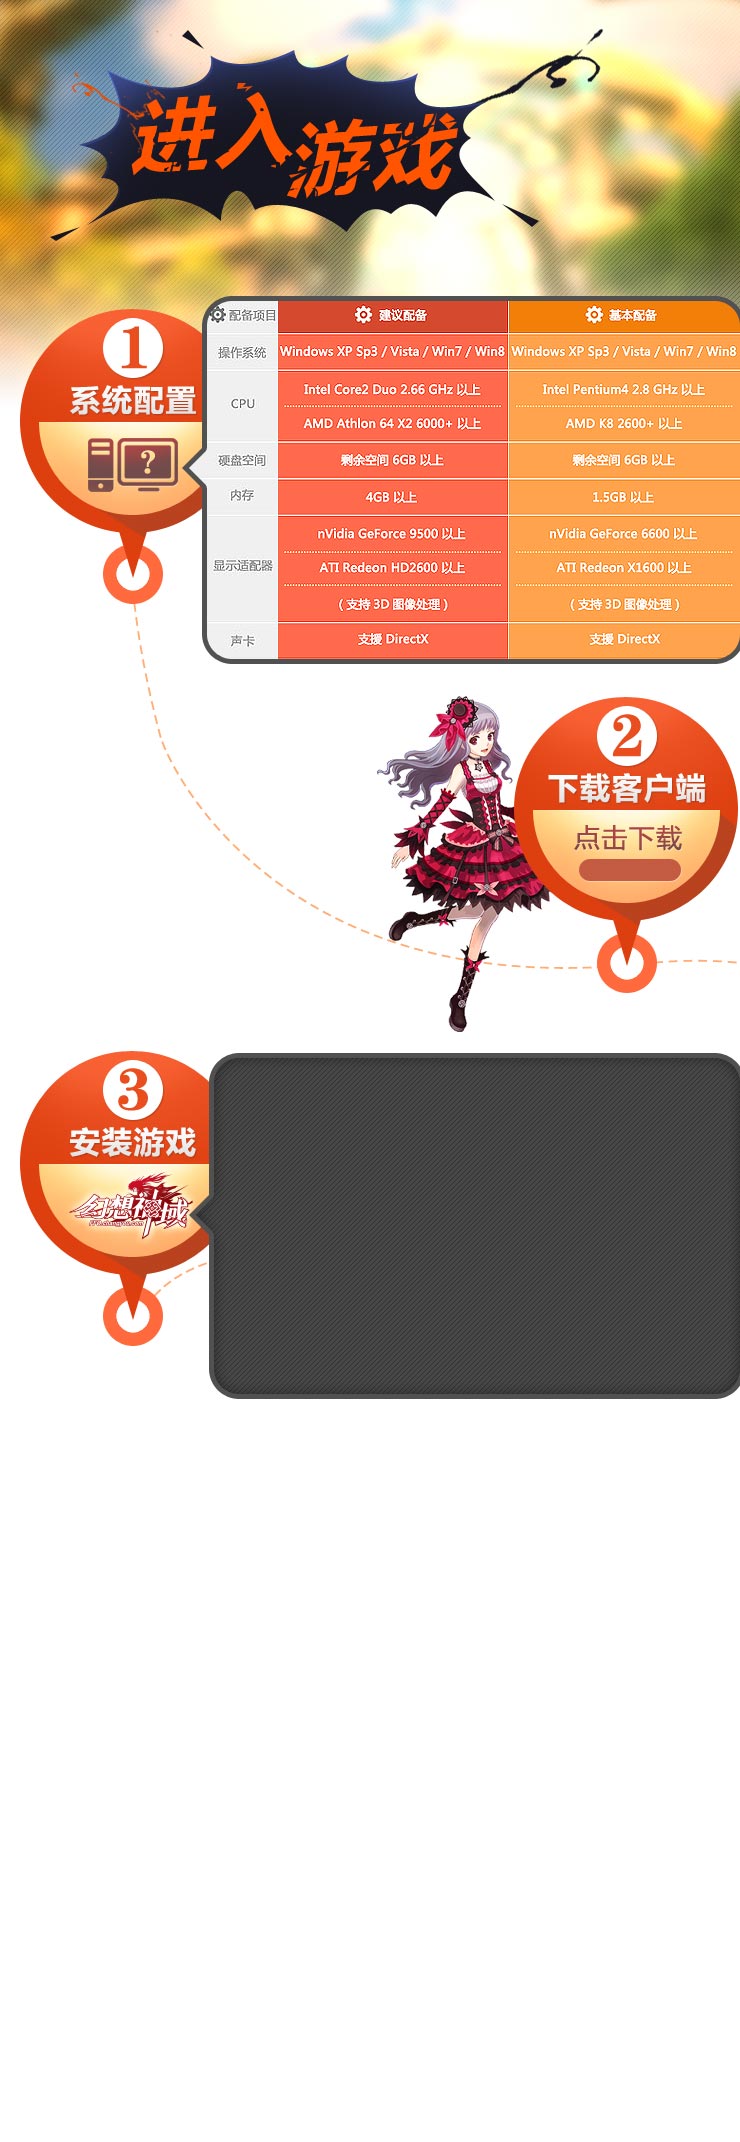 进入游戏
1
系统配置
?
配备项目 建议配备 基本配备
操作系统 Windows XP Sp3 / Vista / Win7 / Win8 Windows XP Sp3 / Vista / Win7 / Win8
CPU
Intel Core2 Duo 2.66 GHz 以上 Intel Pentium4 2.8 GHz 以上
AMD Athlon 64 X2 6000+ 以上 AMD K8 2600+ 以上
硬盘空间 剩余空间 6GB 以上 剩余空间 6GB 以上
内存 4GB 以上 1.5GB 以上
显示适配器
nVidia GeForce 9500 以上 nVidia GeForce 6600 以上
ATI Redeon HD2600 以上 ATI Redeon X1600 以上
（支持 3D 图像处理） （支持 3D 图像处理）
声卡 支援 DirectX 支援 DirectX
2
下载客户端
点击下载
3
安装游戏
幻想神域